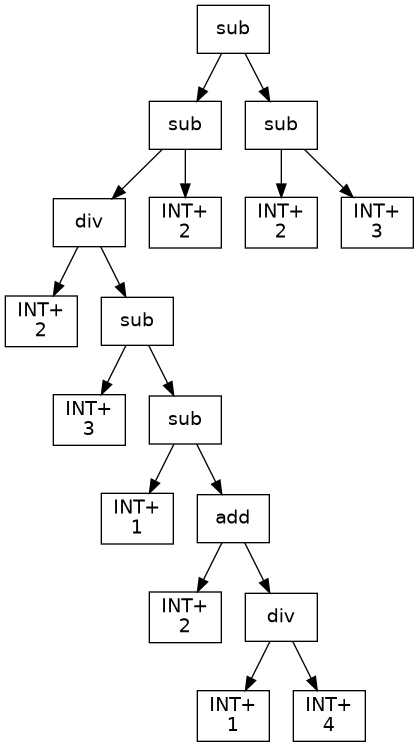 sub
sub
sub
div
INT+
2
INT+
2
INT+
3
INT+
2
sub
INT+
3
sub
INT+
1
add
INT+
2
div
INT+
1
INT+
4